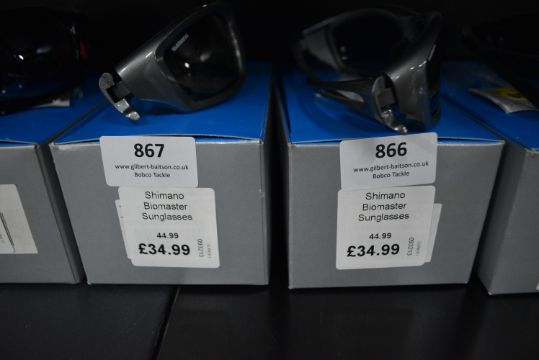 867
www.gilbert-baitson.co.uk
Bobco Tackle
Shimano
Biomaster
Sunglasses
44.99
£34.99
866
www.gilbert-baitson.co.uk
Bobco Tackle
Shimano
Biomaster
Sunglasses
44.99
£34.99